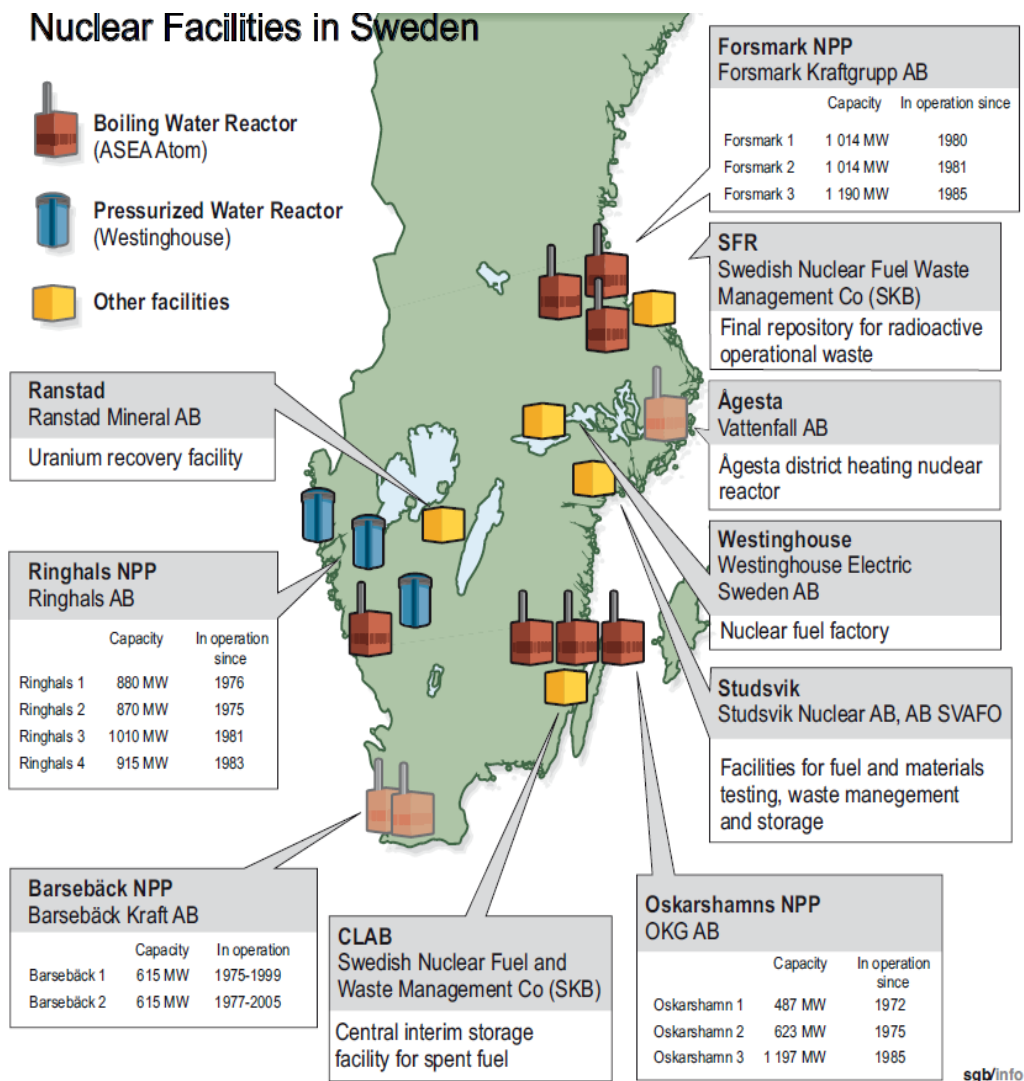 Nuclear Facilities in Sweden
Boiling Water Reactor
(ASEA Atom)
Pressurized Water Reactor
(Westinghouse)
Other facilities
Forsmark NPP
Forsmark Kraftgrupp AB
Capacity In operation since
Forsmark 1 1 014 MW 1980
Forsmark 2 1 014 MW 1981
Forsmark 3 1 190 MW 1985
SFR
Swedish Nuclear Fuel Waste
Management Co (SKB)
Final repository for radioactive
operational waste
Ranstad
Ranstad Mineral AB
Uranium recovery facility
Ågesta
Vattenfall AB
Ågesta district heating nuclear
reactor
Westinghouse
Westinghouse Electric
Sweden AB
Nuclear fuel factory
Ringhals NPP
Ringhals AB
Capacity In operation
since
Ringhals 1 880 MW 1976
Ringhals 2 870 MW 1975
Ringhals 3 1010 MW 1981
Ringhals 4 915 MW 1983
Studsvik
Studsvik Nuclear AB, AB SVAFO
Facilities for fuel and materials
testing, waste manegement
and storage
Barsebäck NPP
Barsebäck Kraft AB
Capacity In operation
Barsebäck 1 615 MW 1975-1999
Barsebäck 2 615 MW 1977-2005
CLAB
Swedish Nuclear Fuel and
Waste Management Co (SKB)
Central interim storage
facility for spent fuel
Oskarshamns NPP
OKG AB
Capacity In operation
since
Oskarshamn 1 487 MW 1972
Oskarshamn 2 623 MW 1975
Oskarshamn 3 1 197 MW 1985
sgb/info